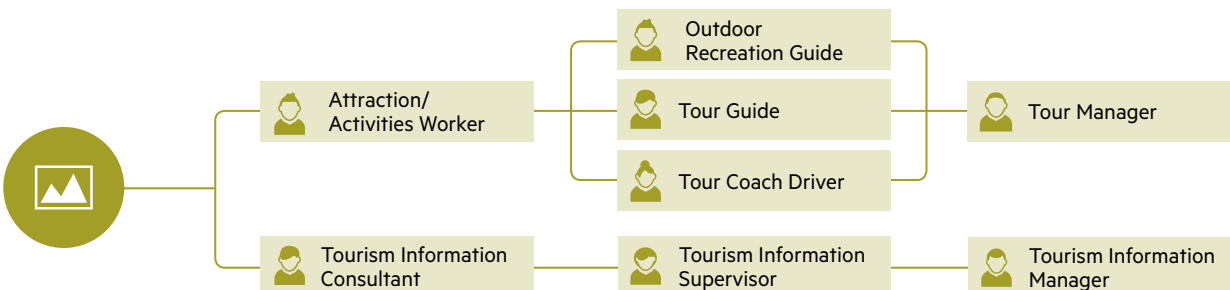 Outdoor
Recreation Guide
Attraction/
Activities Worker
Tour Guide
Tour Manager
Tour Coach Driver
Tourism Information
Consultant
Tourism Information
Supervisor
Tourism Information
Manager